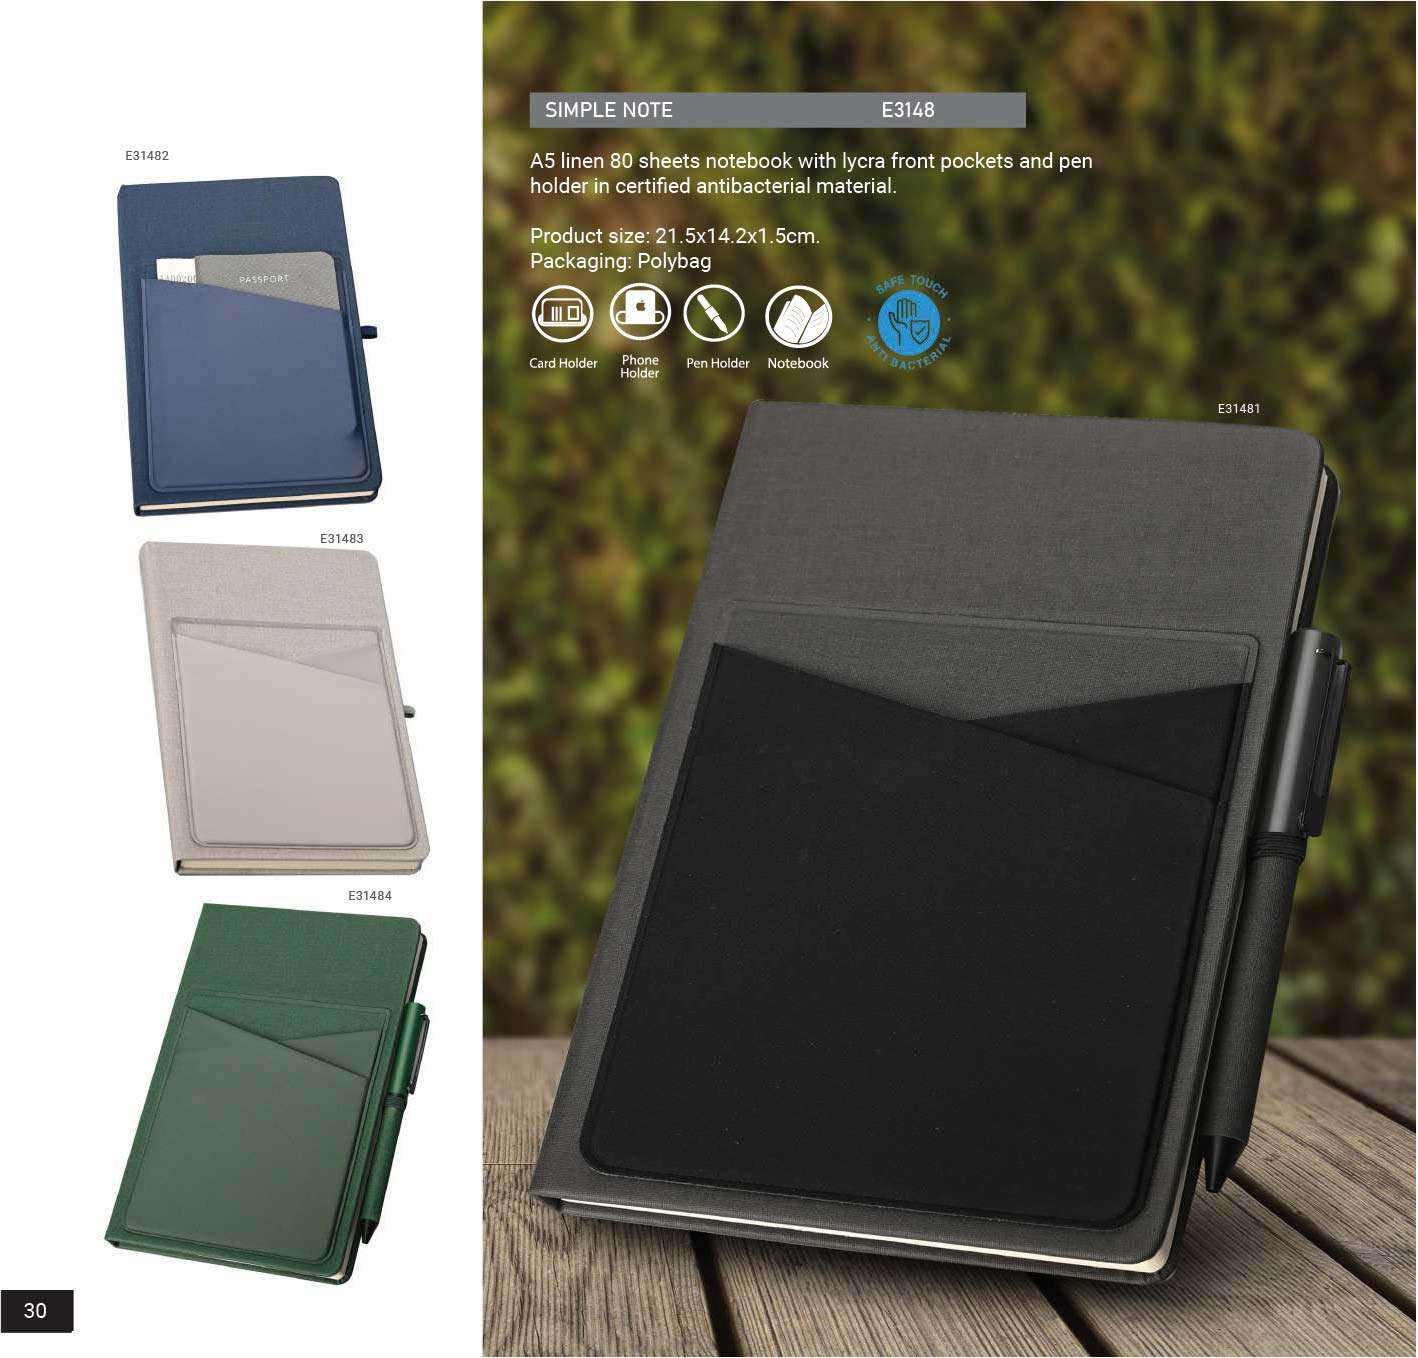 SIMPLE NOTE E3148
A5 linen 80 sheets notebook with lycra front pockets and pen
holder in certified antibacterial material.
Product size: 21.5x14.2x1.5cm.
Packaging: Polybag
Card Holder
Phone
Holder
Pen Holder
Notebook
SAFE TOUCH
ANTI BACTERIAL
E31481
E31482
PASSPORT
E31483
E31484
30